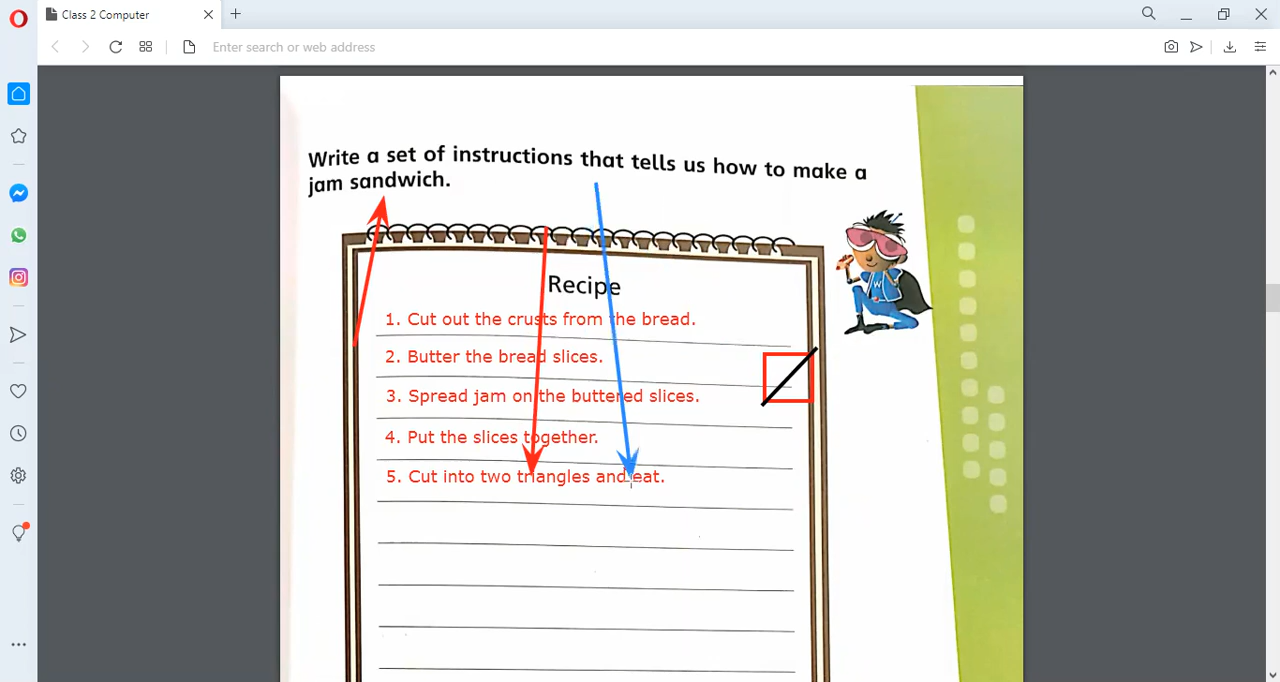 Class 2 Computer
Enter search or web address
Write a set of instructions that tells us how to make a
jam sandwich.
Recipe
1. Cut out the crusts from the bread.
2. Butter the bread slices.
3. Spread jam on the buttered slices.
4. Put the slices together.
5. Cut into two triangles and eat.
W